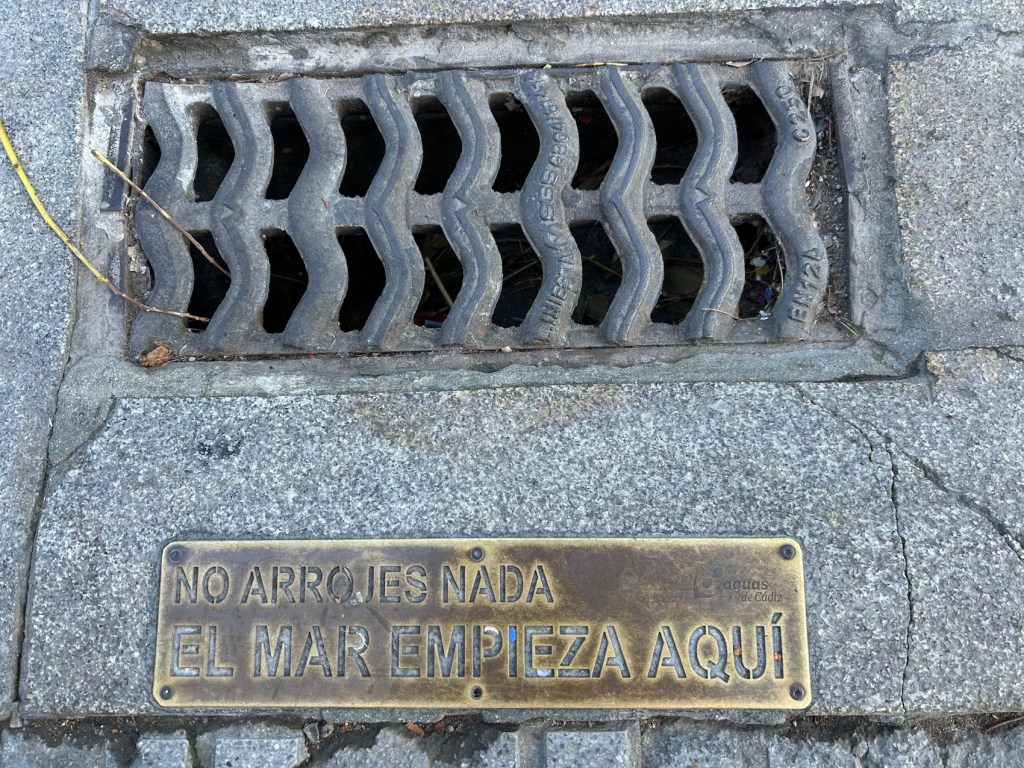 C250
EN124
NO ARROJES NADA
aguas
de Cádiz
EL MAR EMPIEZA AQUÍ